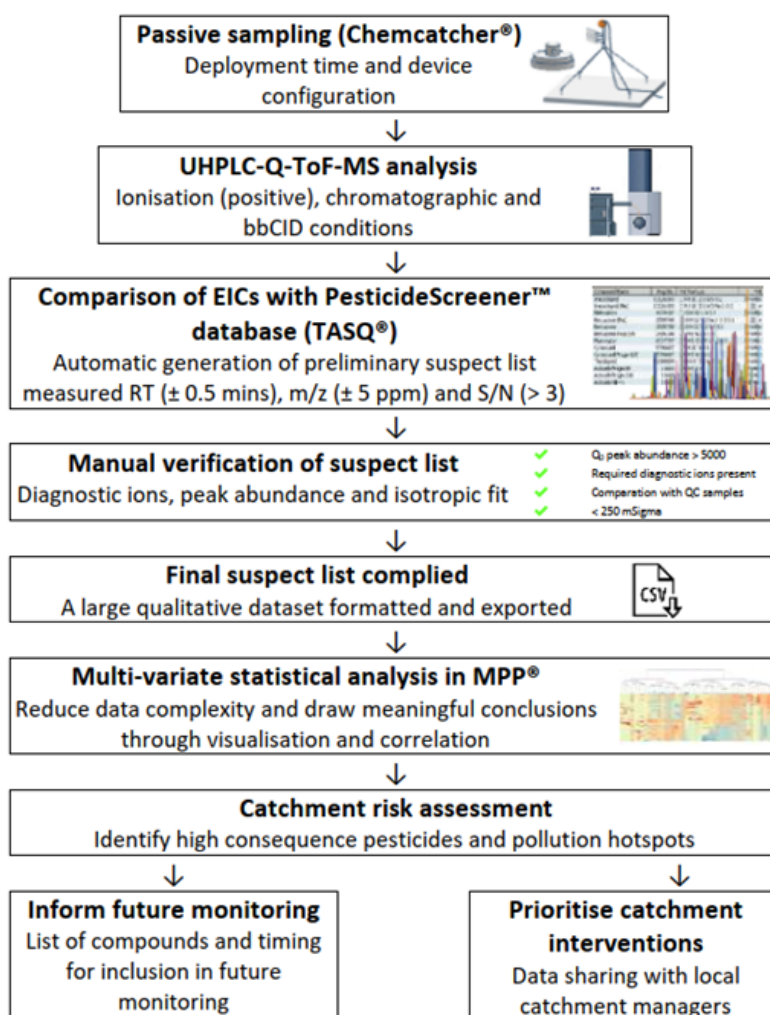 Passive sampling (Chemcatcher®)
Deployment time and device
configuration
UHPLC-Q-ToF-MS analysis
Ionisation (positive), chromatographic and
bbCID conditions
Comparison of EICs with PesticideScreener™
database (TASQ®)
Automatic generation of preliminary suspect list
measured RT (± 0.5 mins), m/z (± 5 ppm) and S/N (> 3)
Manual verification of suspect list
Diagnostic ions, peak abundance and isotropic fit
Q₀ peak abundance > 5000
Required diagnostic ions present
Comparation with QC samples
< 250 mSigma
Final suspect list complied
A large qualitative dataset formatted and exported
CSV
Multi-variate statistical analysis in MPP®
Reduce data complexity and draw meaningful conclusions
through visualisation and correlation
Catchment risk assessment
Identify high consequence pesticides and pollution hotspots
Inform future monitoring
List of compounds and timing
for inclusion in future
monitoring
Prioritise catchment
interventions
Data sharing with local
catchment managers